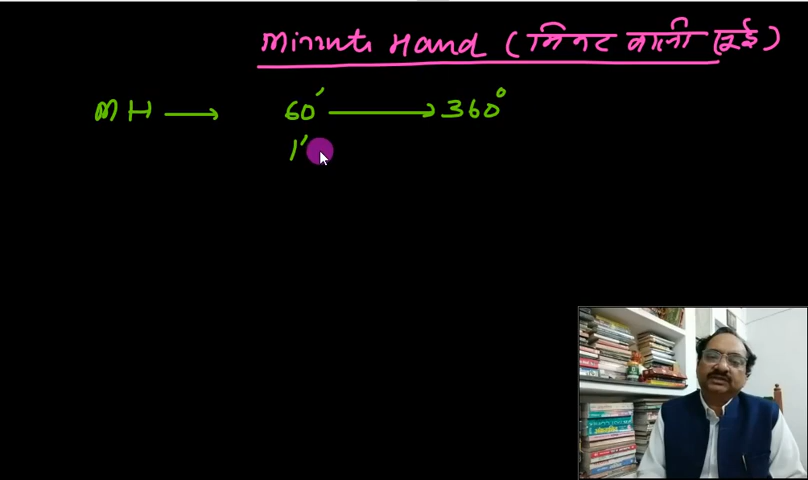 Minute Hand (मिनट वाली सुई)
MH → 60′ → 360°
1′